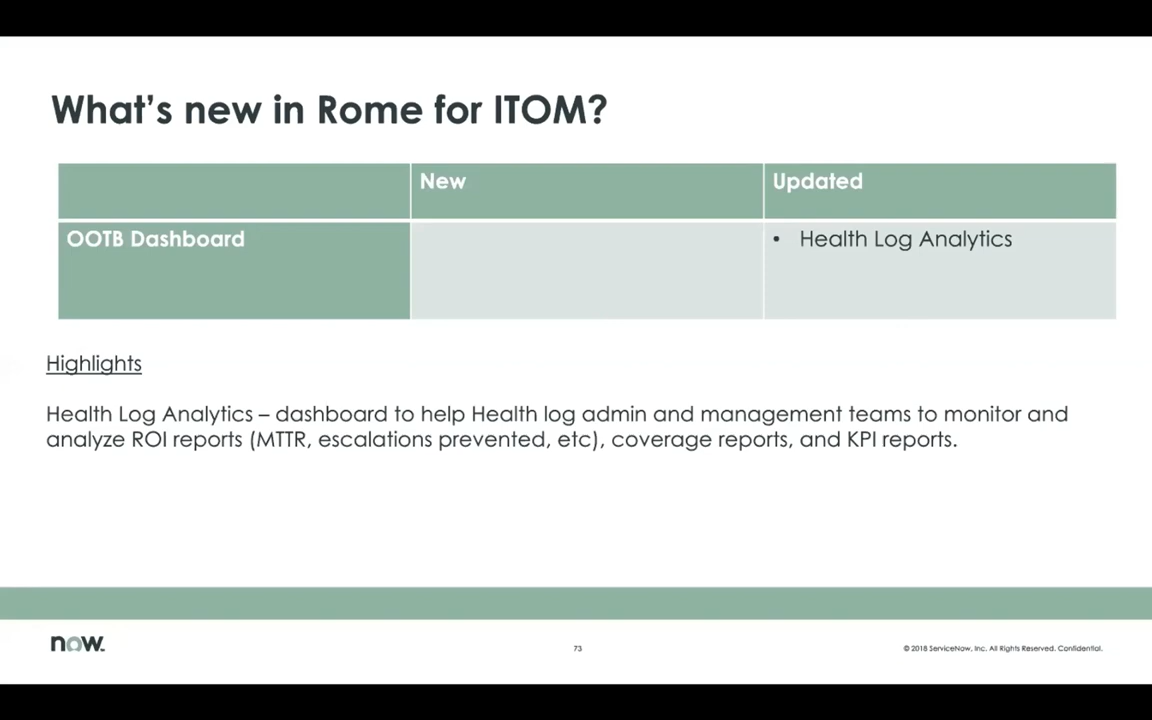 What's new in Rome for ITOM?
New
Updated
OOTB Dashboard
• Health Log Analytics
Highlights
Health Log Analytics – dashboard to help Health log admin and management teams to monitor and
analyze ROI reports (MTTR, escalations prevented, etc), coverage reports, and KPI reports.
now.
73
© 2018 ServiceNow, Inc. All Rights Reserved. Confidential.